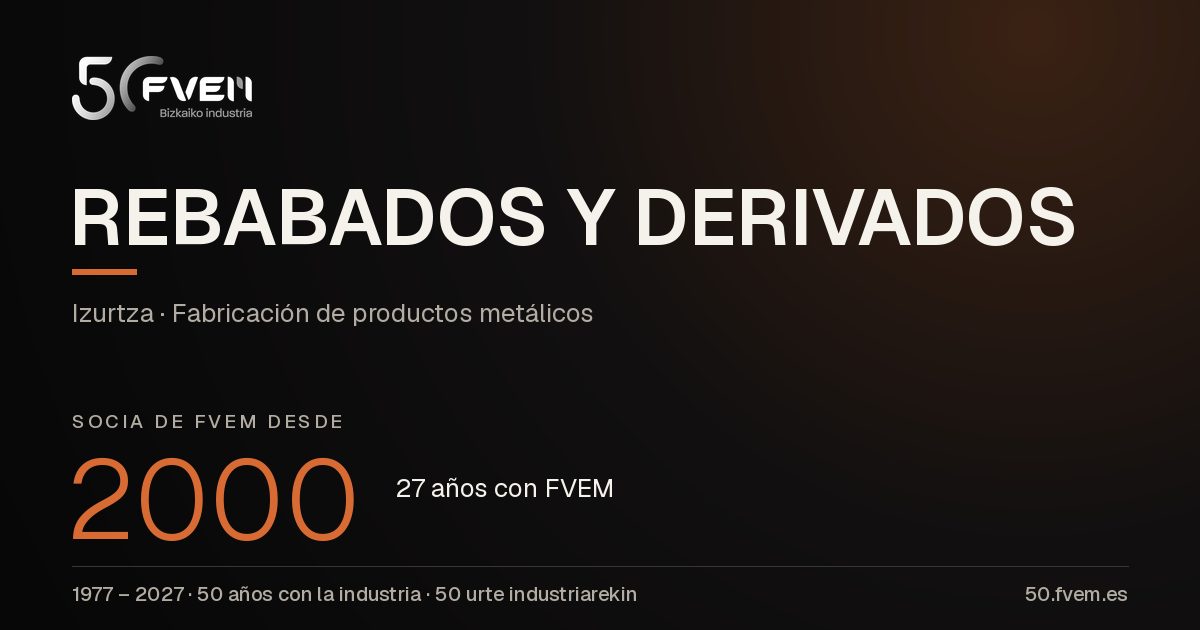 50 FVEM
Bizkaiko industria
REBABADOS Y DERIVADOS
Izurtza · Fabricación de productos metálicos
SOCIA DE FVEM DESDE
2000
27 años con FVEM
1977 – 2027 · 50 años con la industria · 50 urte industriarekin
50.fvem.es